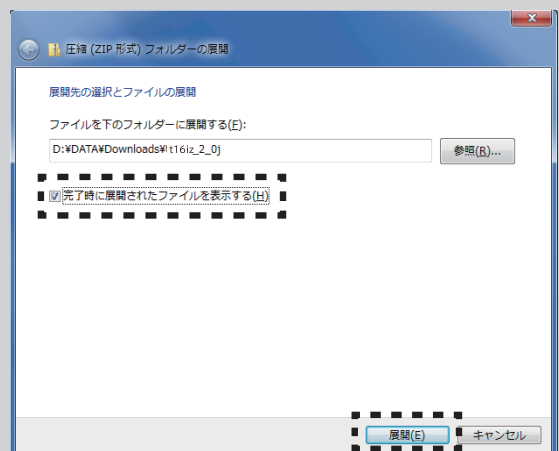 圧縮 (ZIP 形式) フォルダーの展開
展開先の選択とファイルの展開
ファイルを下のフォルダーに展開する(F):
D:¥DATA¥Downloads¥lt16iz_2_0j
参照(R)...
完了時に展開されたファイルを表示する(H)
展開(E)
キャンセル